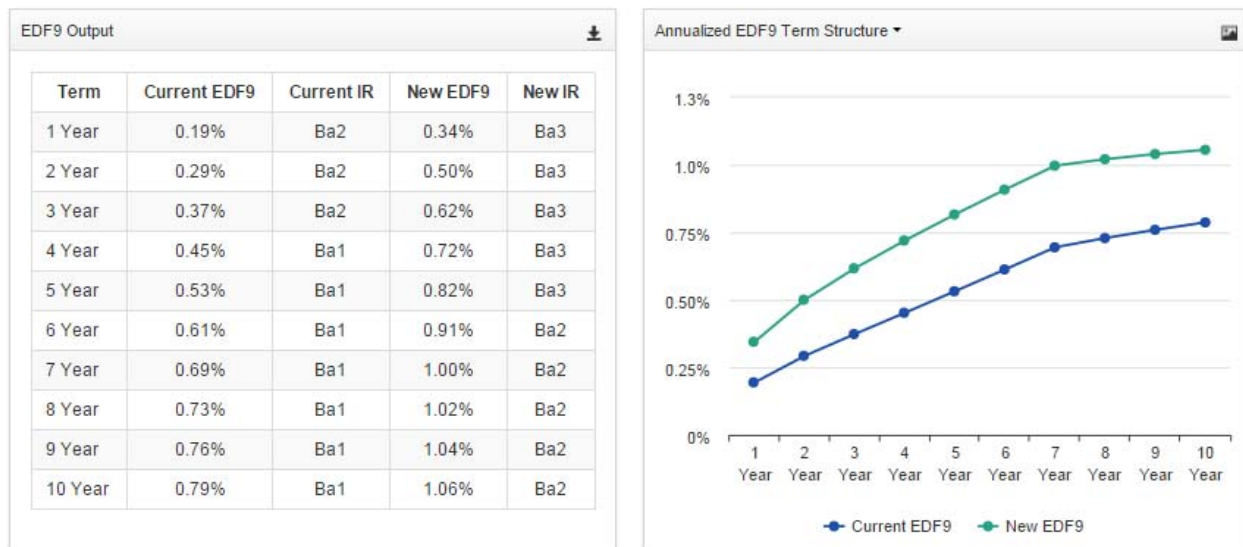 EDF9 Output
Term Current EDF9 Current IR New EDF9 New IR
1 Year 0.19% Ba2 0.34% Ba3
2 Year 0.29% Ba2 0.50% Ba3
3 Year 0.37% Ba2 0.62% Ba3
4 Year 0.45% Ba1 0.72% Ba3
5 Year 0.53% Ba1 0.82% Ba3
6 Year 0.61% Ba1 0.91% Ba2
7 Year 0.69% Ba1 1.00% Ba2
8 Year 0.73% Ba1 1.02% Ba2
9 Year 0.76% Ba1 1.04% Ba2
10 Year 0.79% Ba1 1.06% Ba2
Annualized EDF9 Term Structure
1.3%
1.0%
0.75%
0.50%
0.25%
0%
1 2 3 4 5 6 7 8 9 10
Year Year Year Year Year Year Year Year Year Year
Current EDF9 New EDF9